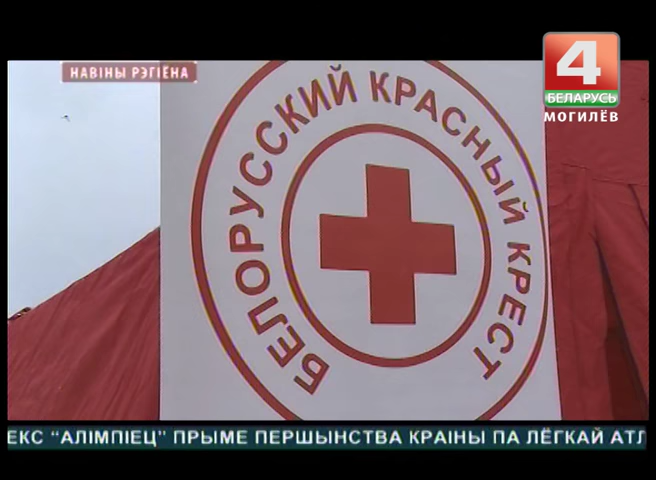 НАВІНЫ РЭГІЁНА
4
БЕЛАРУСЬ
МОГИЛЁВ
БЕЛОРУССКИЙ КРАСНЫЙ КРЕСТ
ЕКС “АЛІМПІЕЦ” ПРЫМЕ ПЕРШЫНСТВА КРАІНЫ ПА ЛЁГКАЙ АТЛ